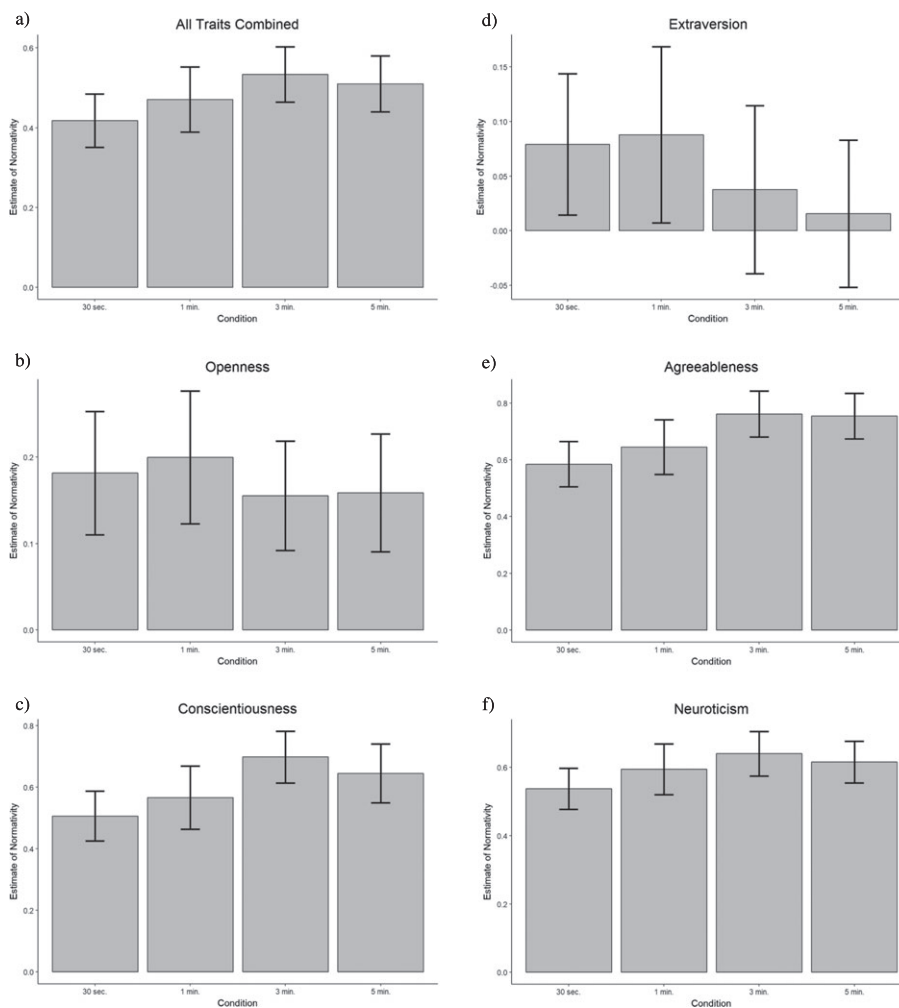 a)
All Traits Combined
Estimate of Normativity
0.6
0.4
0.2
0.0
30 sec. 1 min. 3 min. 5 min.
Condition
b)
Openness
Estimate of Normativity
0.2
0.1
0.0
30 sec. 1 min. 3 min. 5 min.
Condition
c)
Conscientiousness
Estimate of Normativity
0.8
0.6
0.4
0.2
0.0
30 sec. 1 min. 3 min. 5 min.
Condition
d)
Extraversion
Estimate of Normativity
0.15
0.10
0.05
0.00
-0.05
30 sec. 1 min. 3 min. 5 min.
Condition
e)
Agreeableness
Estimate of Normativity
0.8
0.6
0.4
0.2
0.0
30 sec. 1 min. 3 min. 5 min.
Condition
f)
Neuroticism
Estimate of Normativity
0.6
0.4
0.2
0.0
30 sec. 1 min. 3 min. 5 min.
Condition